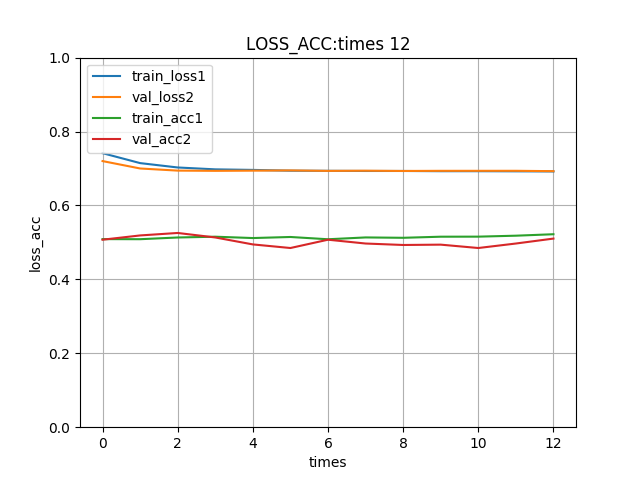 LOSS_ACC:times 12
1.0
0.8
0.6
0.4
0.2
0.0
loss_acc
train_loss1
val_loss2
train_acc1
val_acc2
0 2 4 6 8 10 12
times